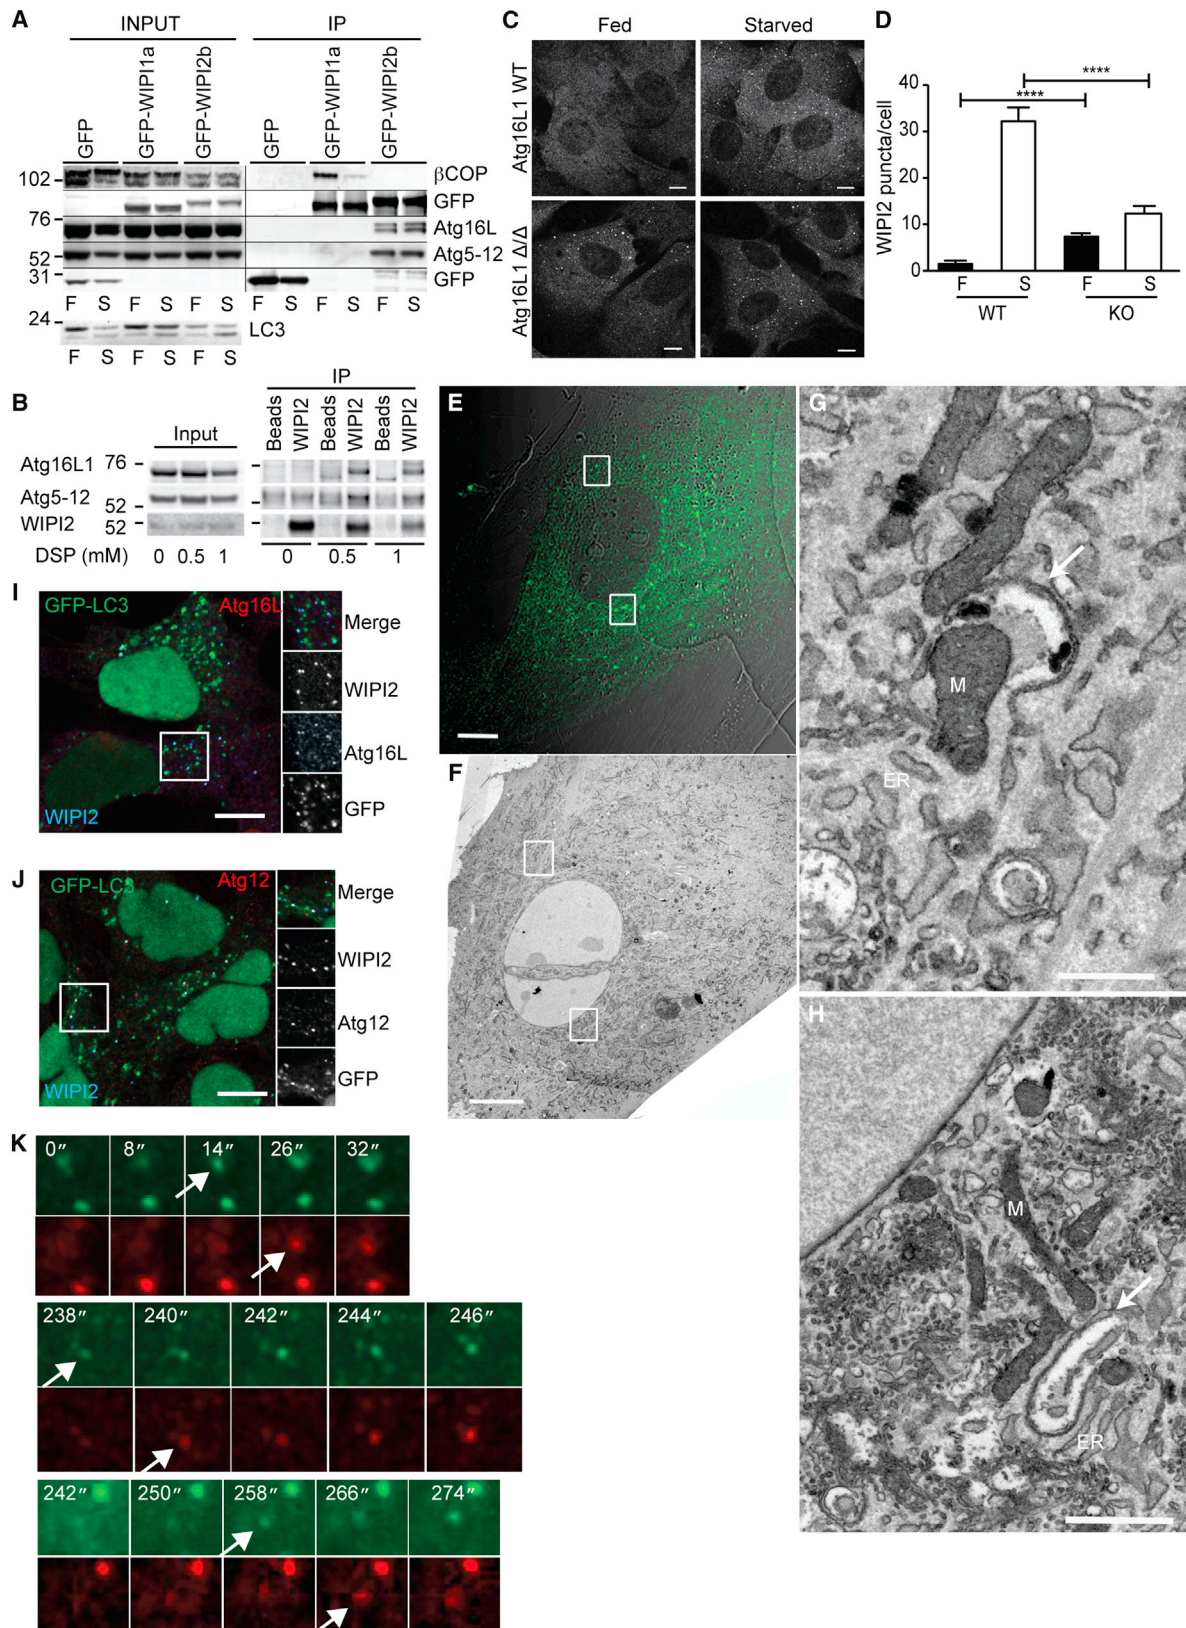 A
INPUT
IP
GFP
GFP-WIPI1a
GFP-WIPI2b
GFP
GFP-WIPI1a
GFP-WIPI2b
102
76
52
31
24
βCOP
GFP
Atg16L
Atg5-12
GFP
F S F S F S F S F S F S
LC3
F S F S F S
B
Input
IP
Beads
WIPI2
Beads
WIPI2
Beads
WIPI2
Atg16L1 76
Atg5-12 52
WIPI2 52
DSP (mM) 0 0.5 1 0 0.5 1
C
Fed
Starved
Atg16L1 WT
Atg16L1 Δ/Δ
D
WIPI2 puncta/cell
40
30
20
10
0
****
****
F S F S
WT KO
E
F
G
M
ER
H
M
ER
I
GFP-LC3
Atg16L
WIPI2
Merge
WIPI2
Atg16L
GFP
J
GFP-LC3
Atg12
WIPI2
Merge
WIPI2
Atg12
GFP
K
0″ 8″ 14″ 26″ 32″
238″ 240″ 242″ 244″ 246″
242″ 250″ 258″ 266″ 274″